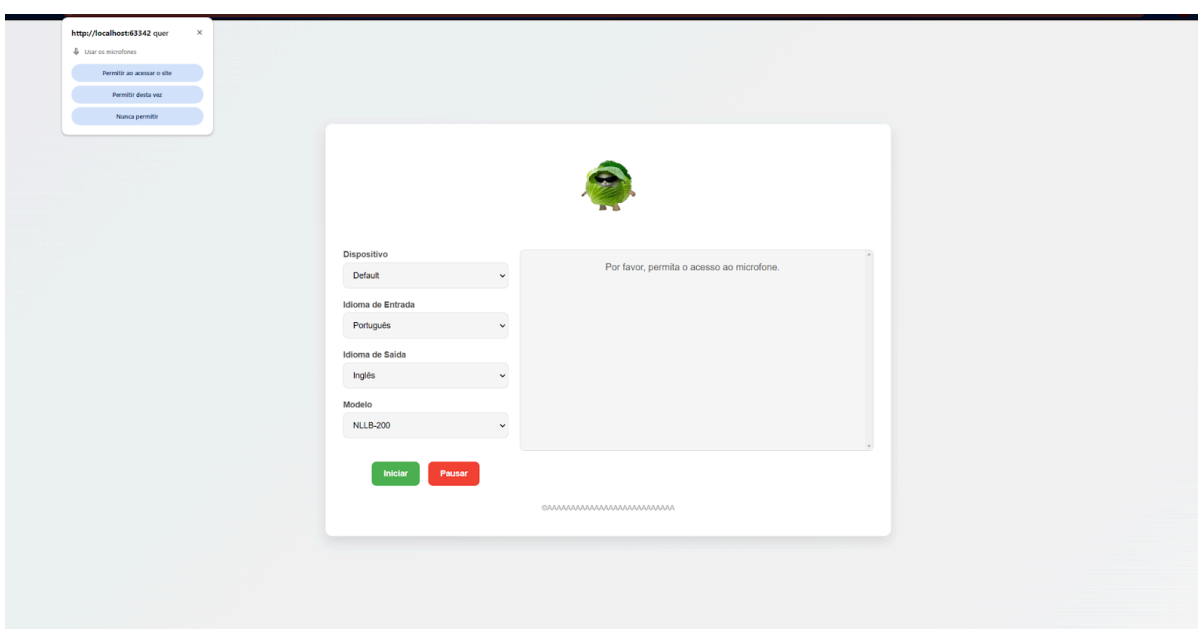 http://localhost:63342 quer
Usar os microfones
Permitir ao acessar o site
Permitir desta vez
Nunca permitir
Dispositivo
Default
Idioma de Entrada
Português
Idioma de Saída
Inglês
Modelo
NLLB-200
Iniciar Pausar
Por favor, permita o acesso ao microfone.
©AAAAAAAAAAAAAAAAAAAAAAAAAAA